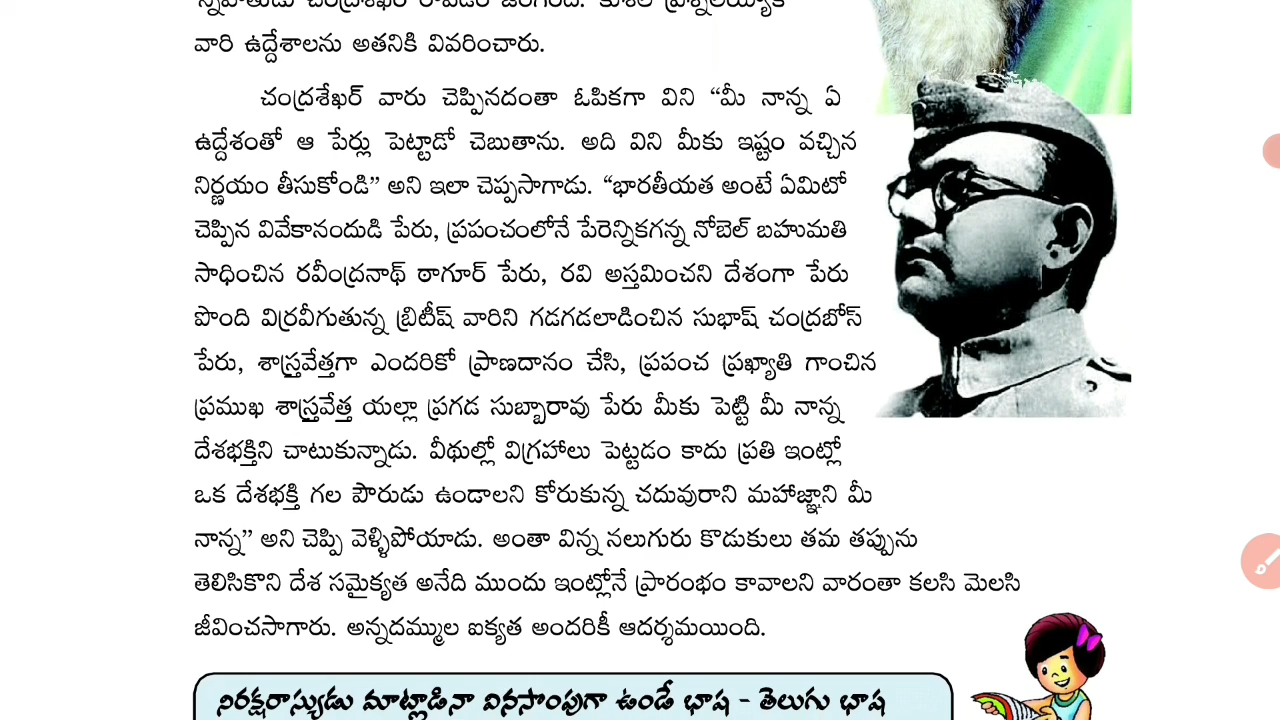 వారి ఉద్దేశాలను అతనికి వివరించారు.
చంద్రశేఖర్ వారు చెప్పినదంతా ఓపికగా విని “మీ నాన్న ఏ
ఉద్దేశంతో ఆ పేర్లు పెట్టాడో చెబుతాను. అది విని మీకు ఇష్టం వచ్చిన
నిర్ణయం తీసుకోండి” అని ఇలా చెప్పసాగాడు. “భారతీయత అంటే ఏమిటో
చెప్పిన వివేకానందుడి పేరు, ప్రపంచంలోనే పేరెన్నికగన్న నోబెల్ బహుమతి
సాధించిన రవీంద్రనాథ్ ఠాగూర్ పేరు, రవి అస్తమించని దేశంగా పేరు
పొంది విర్రవీగుతున్న బ్రిటీష్ వారిని గడగడలాడించిన సుభాష్ చంద్రబోస్
పేరు, శాస్త్రవేత్తగా ఎందరికో ప్రాణదానం చేసి, ప్రపంచ ప్రఖ్యాతి గాంచిన
ప్రముఖ శాస్త్రవేత్త యల్లా ప్రగడ సుబ్బారావు పేరు మీకు పెట్టి మీ నాన్న
దేశభక్తిని చాటుకున్నాడు. వీథుల్లో విగ్రహాలు పెట్టడం కాదు ప్రతి ఇంట్లో
ఒక దేశభక్తి గల పౌరుడు ఉండాలని కోరుకున్న చదువురాని మహాజ్ఞాని మీ
నాన్న” అని చెప్పి వెళ్ళిపోయాడు. అంతా విన్న నలుగురు కొడుకులు తమ తప్పును
తెలిసికొని దేశ సమైక్యత అనేది ముందు ఇంట్లోనే ప్రారంభం కావాలని వారంతా కలసి మెలసి
జీవించసాగారు. అన్నదమ్ముల ఐక్యత అందరికీ ఆదర్శమయింది.
నిరక్షరాస్యుడు మాట్లాడినా వినసొంపుగా ఉండే భాష - తెలుగు భాష